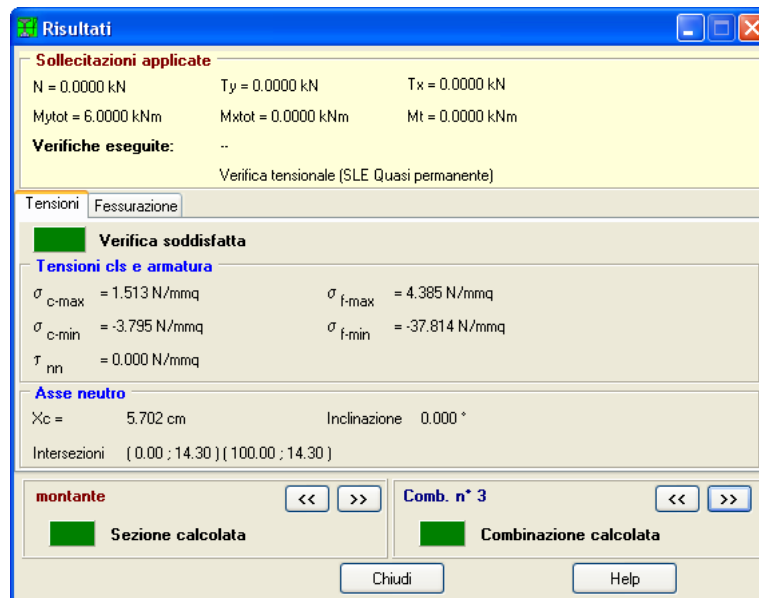 Risultati
Sollecitazioni applicate
N = 0.0000 kN Ty = 0.0000 kN Tx = 0.0000 kN
Mytot = 6.0000 kNm Mxtot = 0.0000 kNm Mt = 0.0000 kNm
Verifiche eseguite: --
Verifica tensionale (SLE Quasi permanente)
Tensioni Fessurazione
Verifica soddisfatta
Tensioni cls e armatura
σ c-max = 1.513 N/mmq σ f-max = 4.385 N/mmq
σ c-min = -3.795 N/mmq σ f-min = -37.814 N/mmq
τ nn = 0.000 N/mmq
Asse neutro
Xc = 5.702 cm Inclinazione 0.000 °
Intersezioni ( 0.00 ; 14.30 ) ( 100.00 ; 14.30 )
montante << >> Comb. n° 3 << >>
Sezione calcolata Combinazione calcolata
Chiudi Help